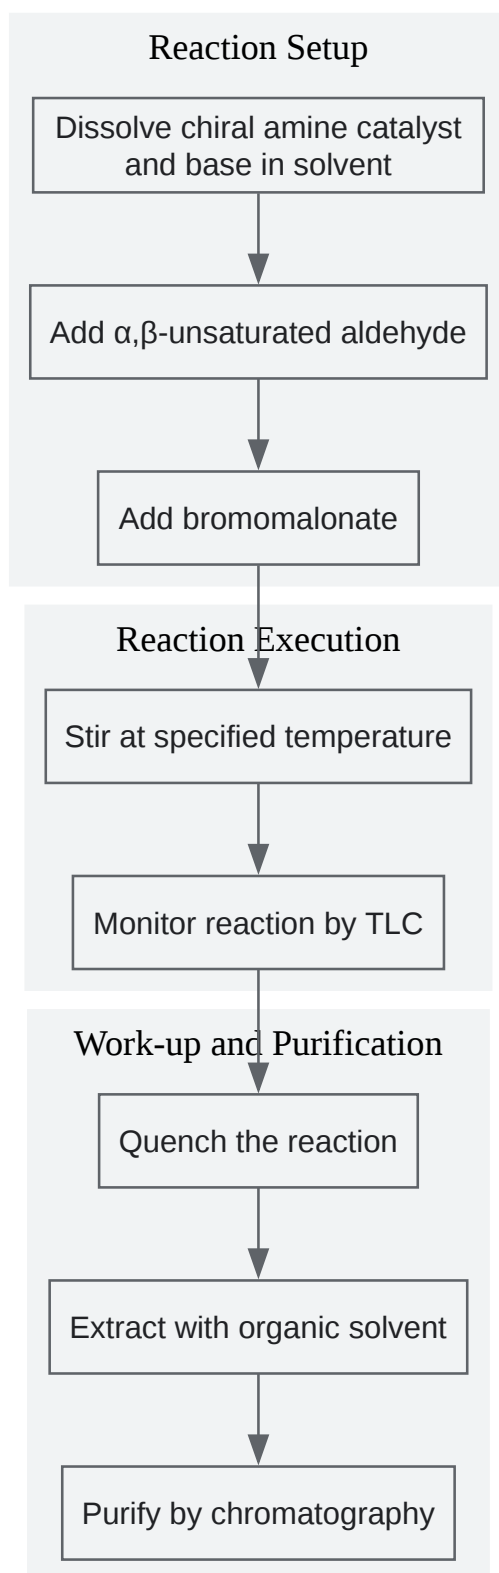 Reaction Setup
Dissolve chiral amine catalyst
and base in solvent
Add α,β-unsaturated aldehyde
Add bromomalonate
Reaction Execution
Stir at specified temperature
Monitor reaction by TLC
Work-up and Purification
Quench the reaction
Extract with organic solvent
Purify by chromatography